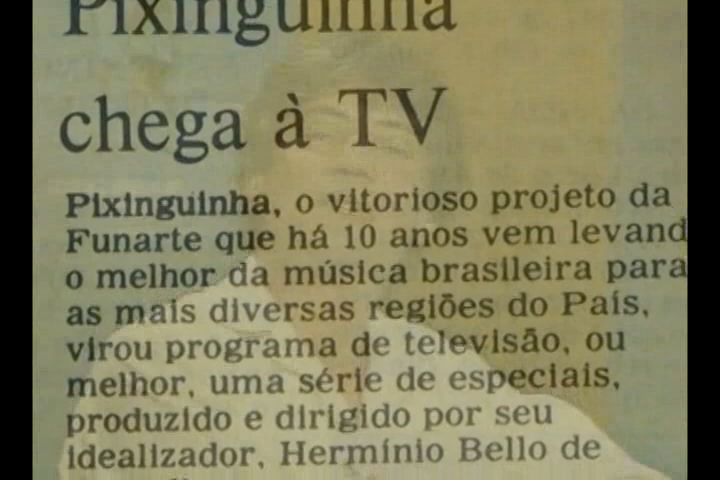 Pixinguinha
chega à TV
Pixinguinha, o vitorioso projeto da
Funarte que há 10 anos vem levand
o melhor da música brasileira para
as mais diversas regiões do País,
virou programa de televisão, ou
melhor, uma série de especiais,
produzido e dirigido por seu
idealizador, Hermínio Bello de